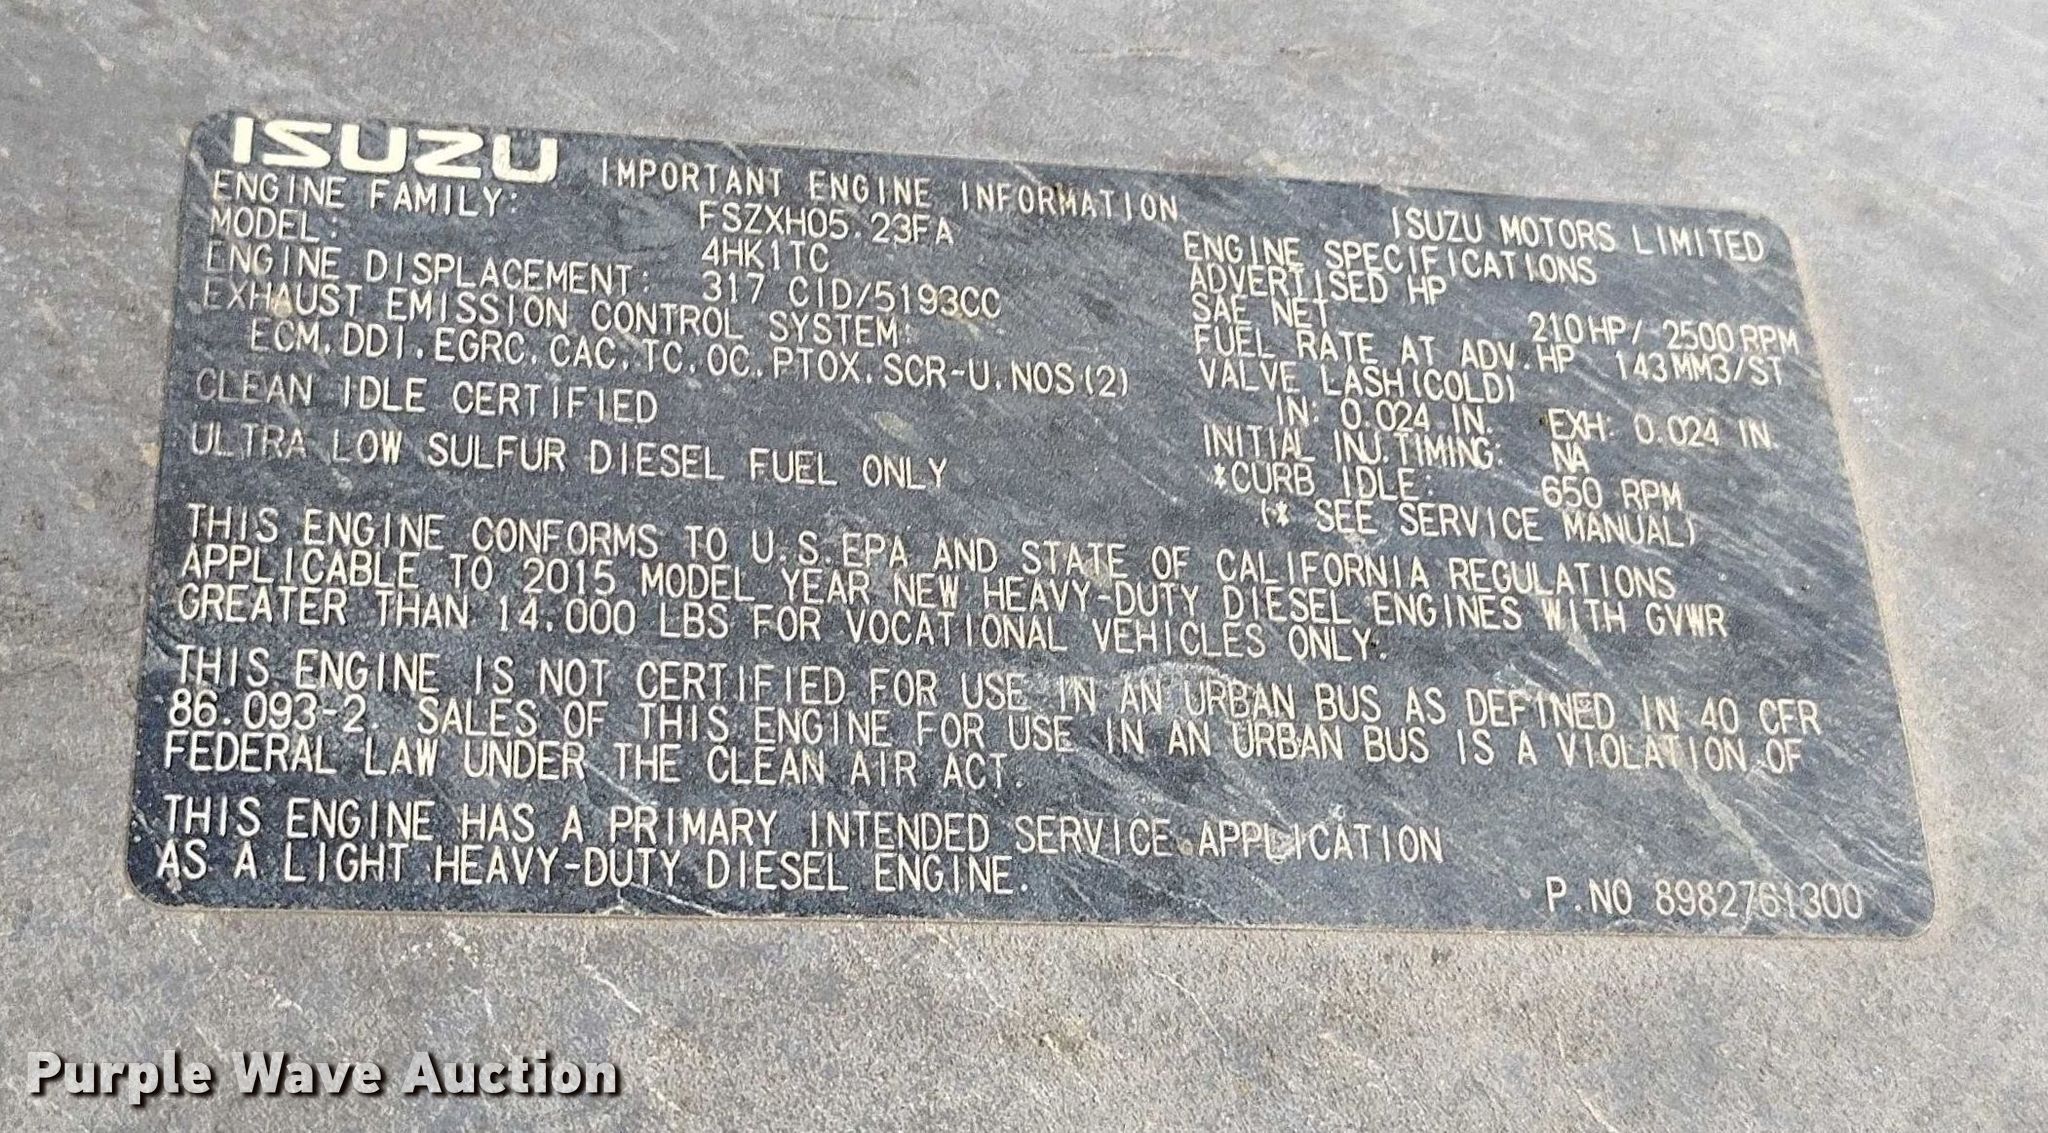 ISUZU IMPORTANT ENGINE INFORMATION
ENGINE FAMILY: FSZXH05.23FA
MODEL: 4HK1TC
ENGINE DISPLACEMENT: 317 CID/5193CC
EXHAUST EMISSION CONTROL SYSTEM:
ECM,DDI,EGRC,CAC,TC,OC,PTOX,SCR-U,NOS(2)
CLEAN IDLE CERTIFIED
ULTRA LOW SULFUR DIESEL FUEL ONLY
ISUZU MOTORS LIMITED
ENGINE SPECIFICATIONS
ADVERTISED HP
SAE NET 210HP/ 2500RPM
FUEL RATE AT ADV.HP 143MM3/ST
VALVE LASH(COLD)
IN: 0.024 IN. EXH: 0.024 IN.
INITIAL INJ.TIMING: NA
*CURB IDLE: 650 RPM
(* SEE SERVICE MANUAL)
THIS ENGINE CONFORMS TO U.S.EPA AND STATE OF CALIFORNIA REGULATIONS
APPLICABLE TO 2015 MODEL YEAR NEW HEAVY-DUTY DIESEL ENGINES WITH GVWR
GREATER THAN 14,000 LBS FOR VOCATIONAL VEHICLES ONLY.
THIS ENGINE IS NOT CERTIFIED FOR USE IN AN URBAN BUS AS DEFINED IN 40 CFR
86.093-2. SALES OF THIS ENGINE FOR USE IN AN URBAN BUS IS A VIOLATION OF
FEDERAL LAW UNDER THE CLEAN AIR ACT.
THIS ENGINE HAS A PRIMARY INTENDED SERVICE APPLICATION
AS A LIGHT HEAVY-DUTY DIESEL ENGINE.
P.NO 8982761300
Purple Wave Auction